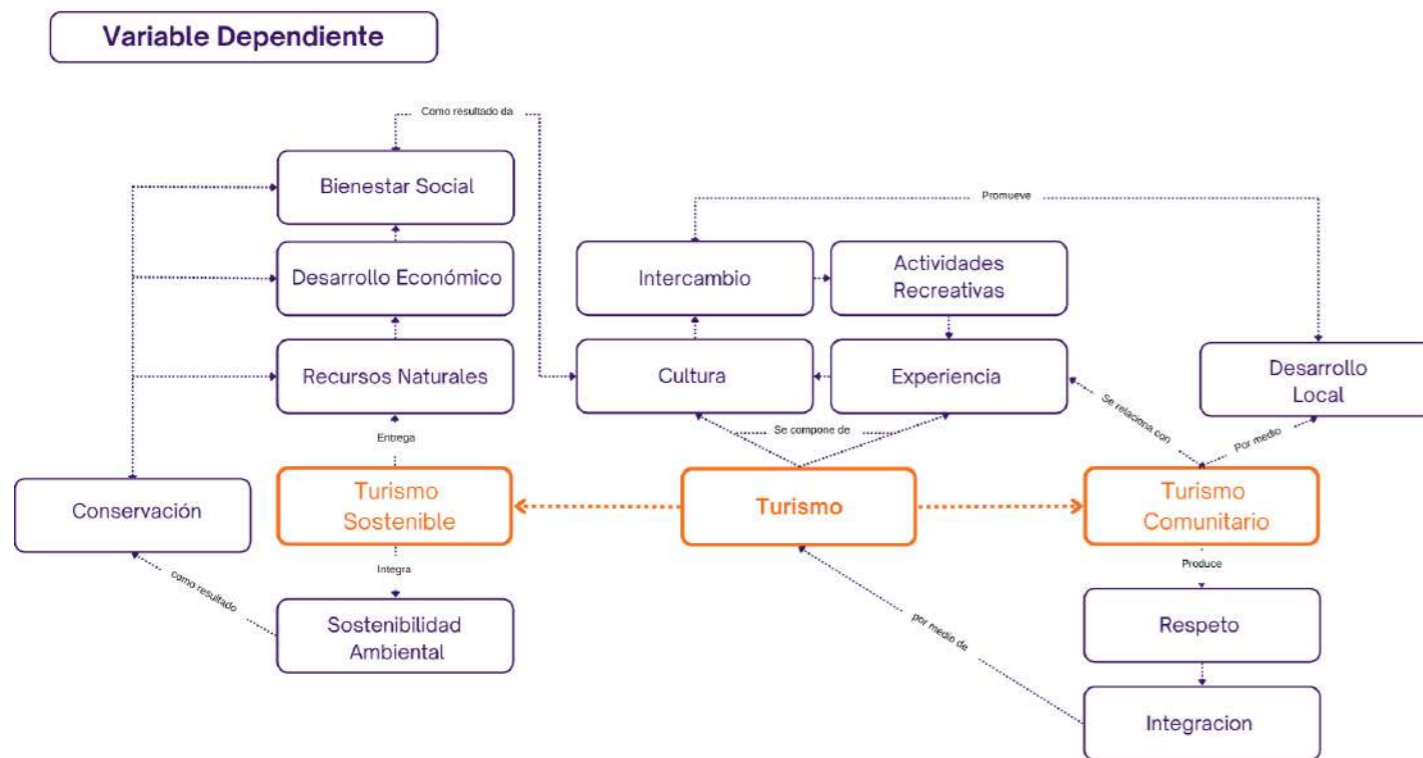 Variable Dependiente
Como resultado da
Bienestar Social
Promueve
Desarrollo Económico
Intercambio
Actividades
Recreativas
Recursos Naturales
Cultura
Experiencia
Desarrollo
Local
Se relaciona con
Entrega
Se compone de
Por medio
Conservación
Turismo
Sostenible
Turismo
Turismo
Comunitario
Integra
Produce
como resultado
Sostenibilidad
Ambiental
por medio de
Respeto
Integracion